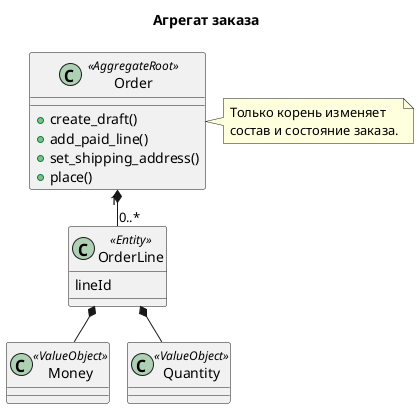 Агрегат заказа
C «AggregateRoot»
Order
create_draft()
add_paid_line()
set_shipping_address()
place()
Только корень изменяет
состав и состояние заказа.
1
0..*
C «Entity»
OrderLine
lineId
C «ValueObject»
Money
C «ValueObject»
Quantity